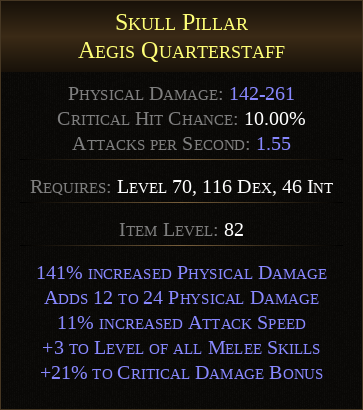 Skull Pillar
Aegis Quarterstaff
Physical Damage: 142-261
Critical Hit Chance: 10.00%
Attacks per Second: 1.55
Requires: Level 70, 116 Dex, 46 Int
Item Level: 82
141% increased Physical Damage
Adds 12 to 24 Physical Damage
11% increased Attack Speed
+3 to Level of all Melee Skills
+21% to Critical Damage Bonus